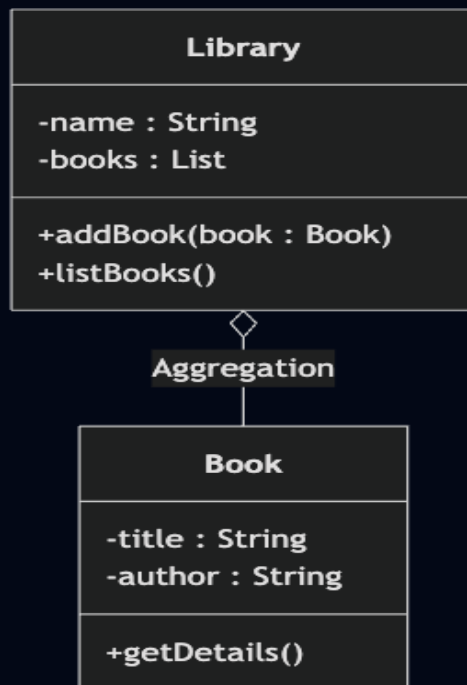 Library
-name : String
-books : List
+addBook(book : Book)
+listBooks()
Aggregation
Book
-title : String
-author : String
+getDetails()